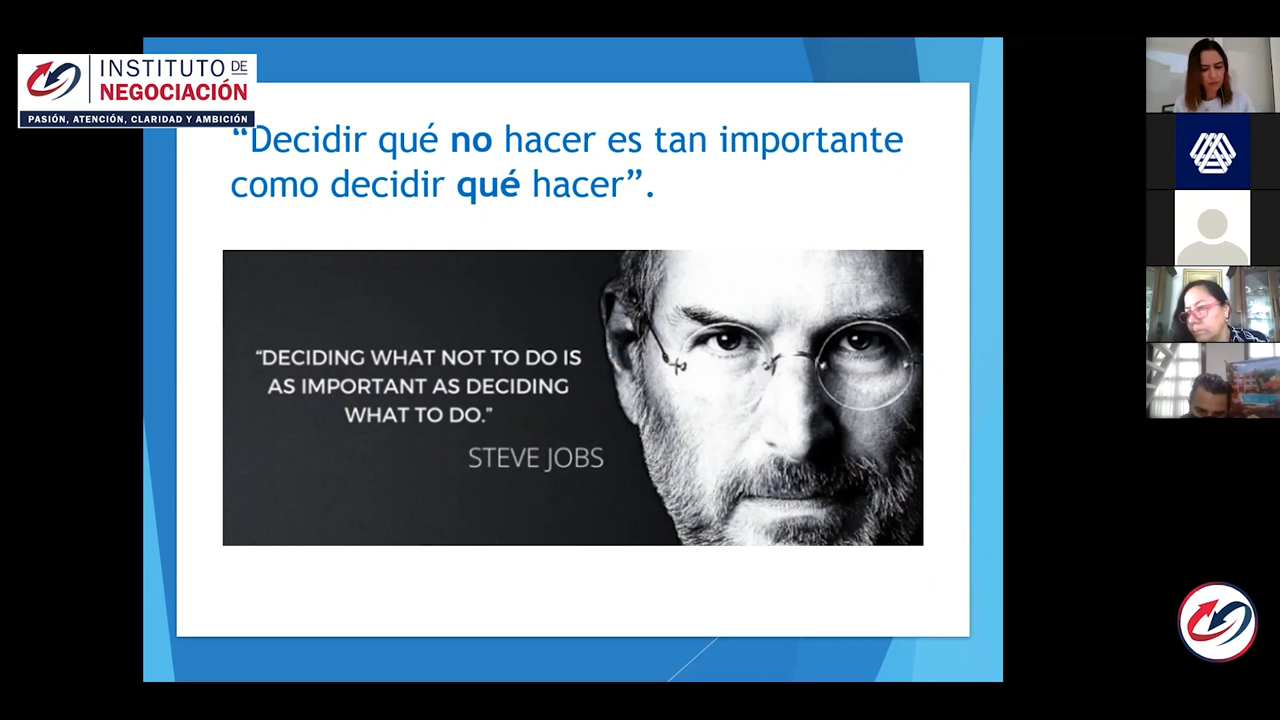 INSTITUTO DE
NEGOCIACIÓN
PASIÓN, ATENCIÓN, CLARIDAD Y AMBICIÓN
“Decidir qué no hacer es tan importante
como decidir qué hacer”.
“DECIDING WHAT NOT TO DO IS
AS IMPORTANT AS DECIDING
WHAT TO DO.”
STEVE JOBS